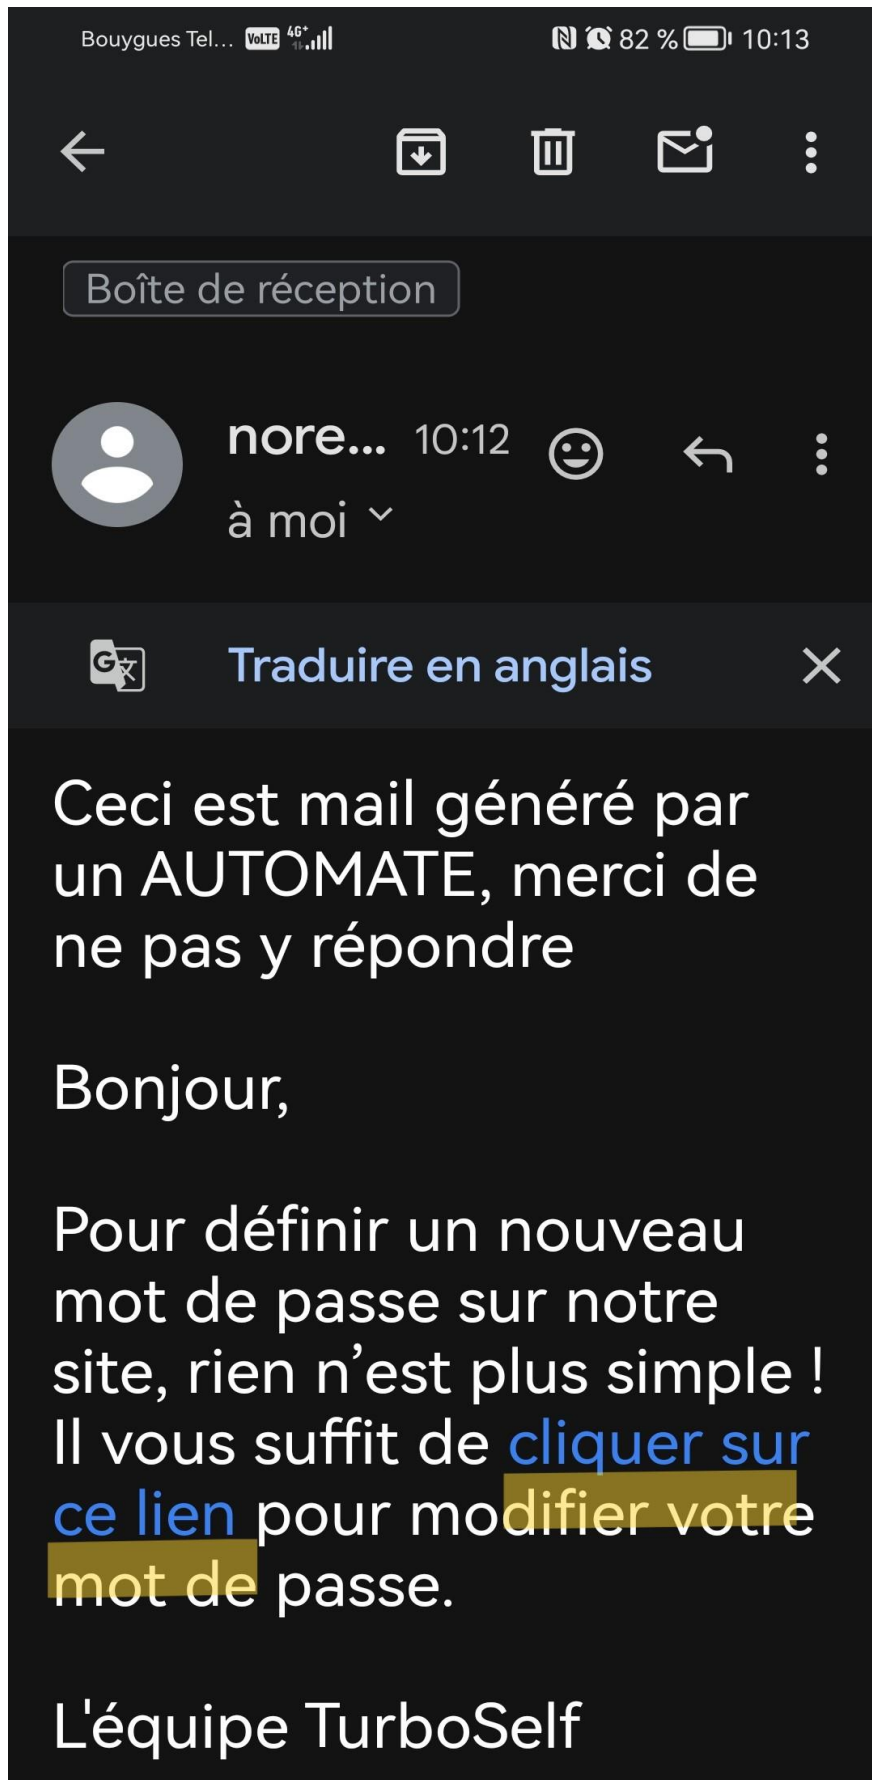 Bouygues Tel... VoLTE 4G+ 82 % 10:13
Boîte de réception
nore... 10:12
à moi
Traduire en anglais
Ceci est mail généré par
un AUTOMATE, merci de
ne pas y répondre
Bonjour,
Pour définir un nouveau
mot de passe sur notre
site, rien n’est plus simple !
Il vous suffit de cliquer sur
ce lien pour modifier votre
mot de passe.
L'équipe TurboSelf